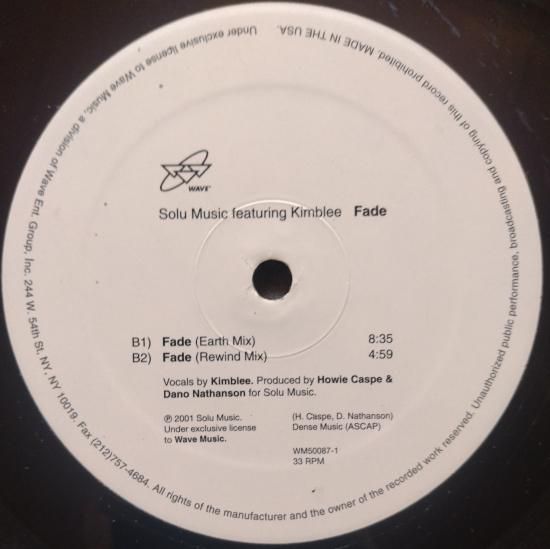 WAVE™
Solu Music featuring Kimblee Fade
B1) Fade (Earth Mix) 8:35
B2) Fade (Rewind Mix) 4:59
Vocals by Kimblee. Produced by Howie Caspe &
Dano Nathanson for Solu Music.
℗ 2001 Solu Music.
Under exclusive license
to Wave Music.
(H. Caspe, D. Nathanson)
Dense Music (ASCAP)
WM50087-1
33 RPM
Under exclusive license to Wave Music, a division of Wave Ent. Group, Inc. 244 W. 54th St, NY, NY 10019. Fax (212)757-4684. All rights of the manufacturer and the owner of the recorded work reserved. Unauthorized public performance, broadcasting and copying of this record prohibited. MADE IN THE USA.